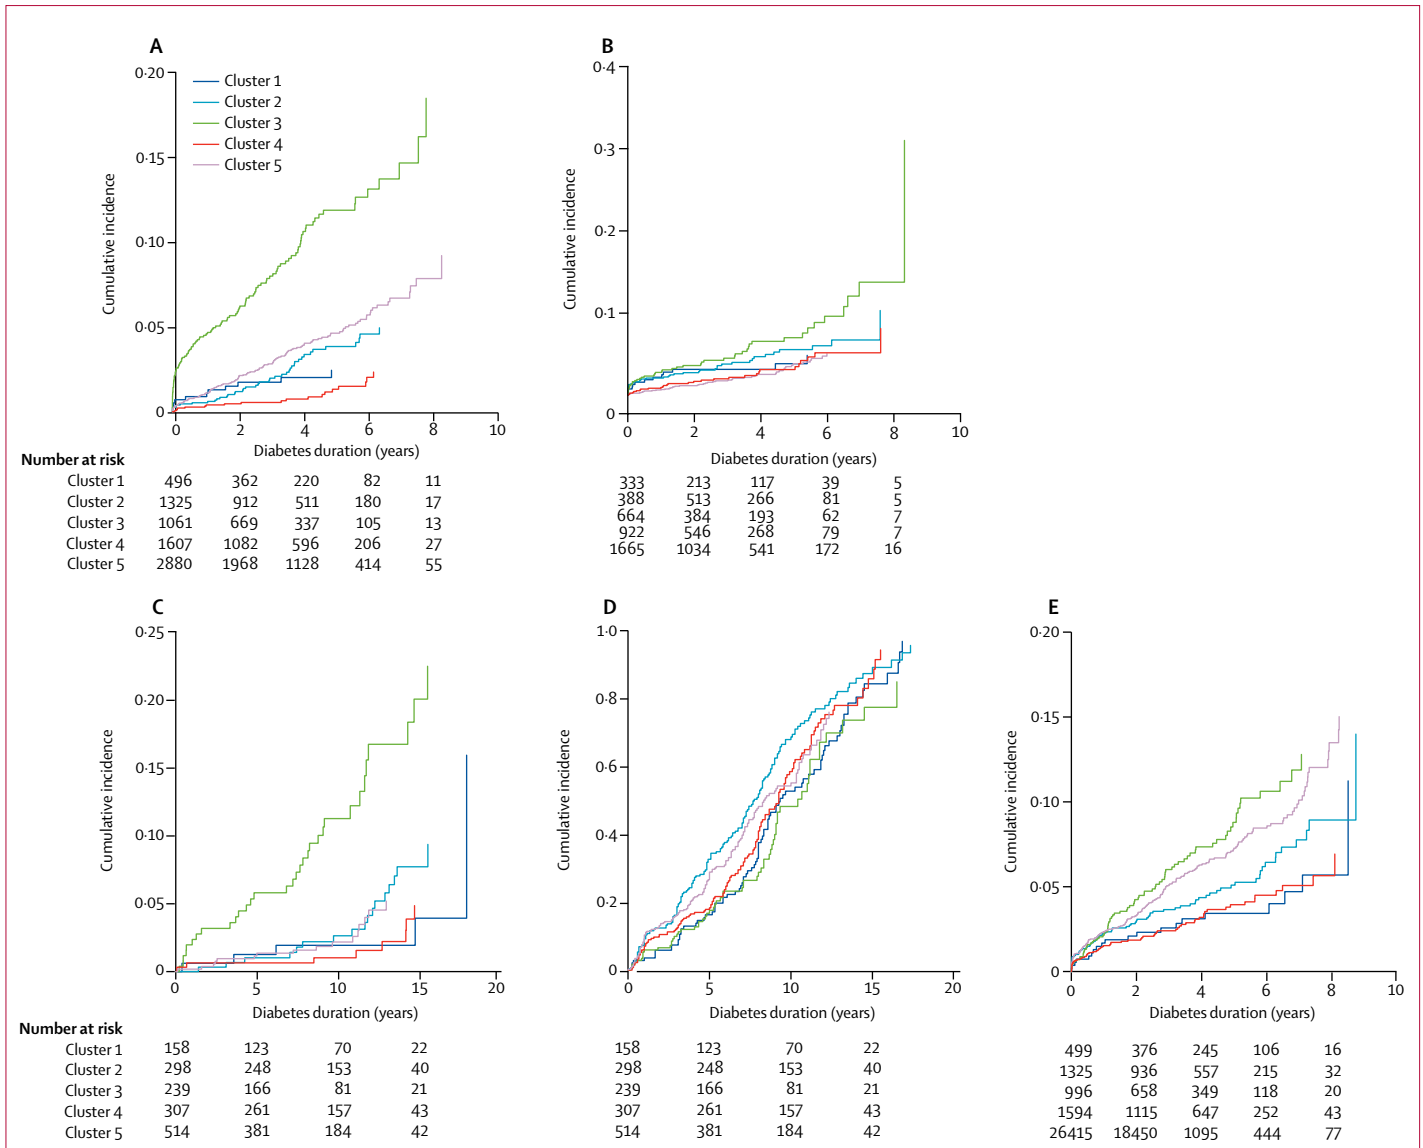 A
0·20
0·15
0·10
0·05
0
Cumulative incidence
Cluster 1
Cluster 2
Cluster 3
Cluster 4
Cluster 5
0 2 4 6 8 10
Diabetes duration (years)
B
0·4
0·3
0·2
0·1
0
Cumulative incidence
0 2 4 6 8 10
Diabetes duration (years)
Number at risk
Cluster 1 496 362 220 82 11
Cluster 2 1325 912 511 180 17
Cluster 3 1061 669 337 105 13
Cluster 4 1607 1082 596 206 27
Cluster 5 2880 1968 1128 414 55
333 213 117 39 5
388 513 266 81 5
664 384 193 62 7
922 546 268 79 7
1665 1034 541 172 16
C
0·25
0·20
0·15
0·10
0·05
0
Cumulative incidence
0 5 10 15 20
Diabetes duration (years)
D
1·0
0·8
0·6
0·4
0·2
0
Cumulative incidence
0 5 10 15 20
Diabetes duration (years)
E
0·20
0·15
0·10
0·05
0
Cumulative incidence
0 2 4 6 8 10
Diabetes duration (years)
Number at risk
Cluster 1 158 123 70 22
Cluster 2 298 248 153 40
Cluster 3 239 166 81 21
Cluster 4 307 261 157 43
Cluster 5 514 381 184 42
158 123 70 22
298 248 153 40
239 166 81 21
307 261 157 43
514 381 184 42
499 376 245 106 16
1325 936 557 215 32
996 658 349 118 20
1594 1115 647 252 43
26415 18450 1095 444 77